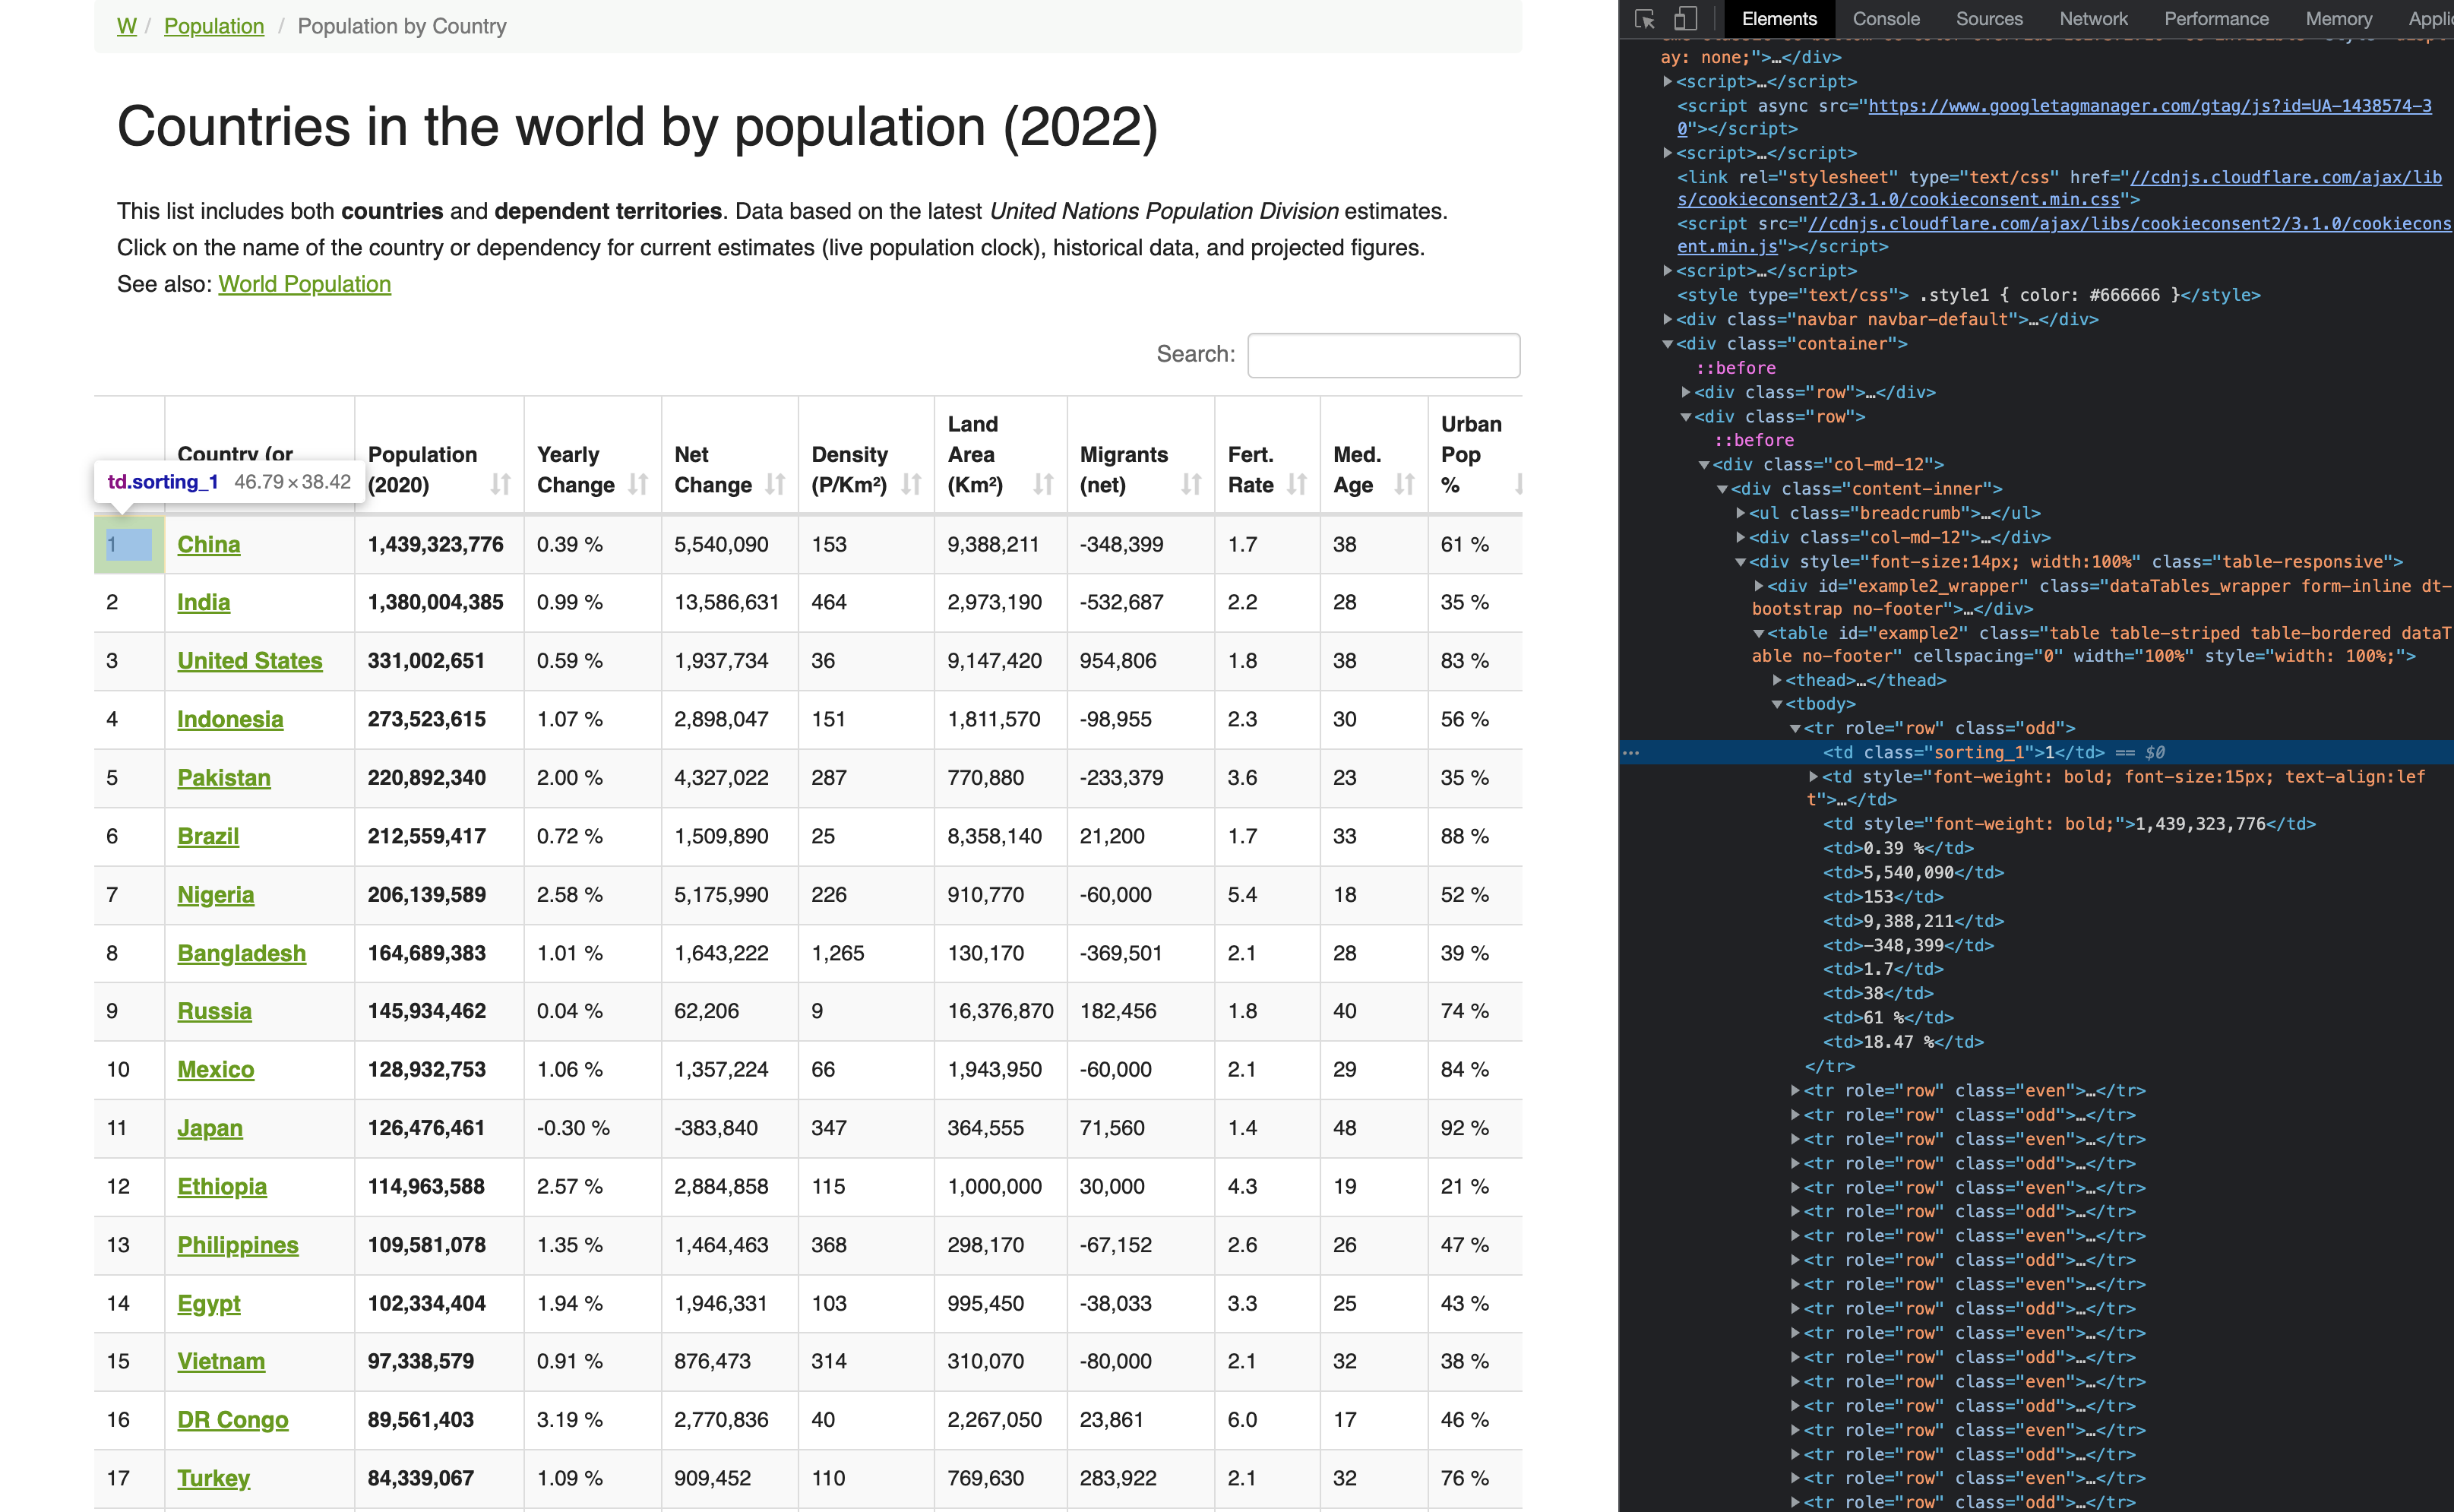 W / Population / Population by Country
Countries in the world by population (2022)
This list includes both countries and dependent territories. Data based on the latest United Nations Population Division estimates.
Click on the name of the country or dependency for current estimates (live population clock), historical data, and projected figures.
See also: World Population
Search:
Country (or Population (2020) Yearly Change Net Change Density (P/Km²) Land Area (Km²) Migrants (net) Fert. Rate Med. Age Urban Pop %
td.sorting_1 46.79×38.42
1 China 1,439,323,776 0.39 % 5,540,090 153 9,388,211 -348,399 1.7 38 61 %
2 India 1,380,004,385 0.99 % 13,586,631 464 2,973,190 -532,687 2.2 28 35 %
3 United States 331,002,651 0.59 % 1,937,734 36 9,147,420 954,806 1.8 38 83 %
4 Indonesia 273,523,615 1.07 % 2,898,047 151 1,811,570 -98,955 2.3 30 56 %
5 Pakistan 220,892,340 2.00 % 4,327,022 287 770,880 -233,379 3.6 23 35 %
6 Brazil 212,559,417 0.72 % 1,509,890 25 8,358,140 21,200 1.7 33 88 %
7 Nigeria 206,139,589 2.58 % 5,175,990 226 910,770 -60,000 5.4 18 52 %
8 Bangladesh 164,689,383 1.01 % 1,643,222 1,265 130,170 -369,501 2.1 28 39 %
9 Russia 145,934,462 0.04 % 62,206 9 16,376,870 182,456 1.8 40 74 %
10 Mexico 128,932,753 1.06 % 1,357,224 66 1,943,950 -60,000 2.1 29 84 %
11 Japan 126,476,461 -0.30 % -383,840 347 364,555 71,560 1.4 48 92 %
12 Ethiopia 114,963,588 2.57 % 2,884,858 115 1,000,000 30,000 4.3 19 21 %
13 Philippines 109,581,078 1.35 % 1,464,463 368 298,170 -67,152 2.6 26 47 %
14 Egypt 102,334,404 1.94 % 1,946,331 103 995,450 -38,033 3.3 25 43 %
15 Vietnam 97,338,579 0.91 % 876,473 314 310,070 -80,000 2.1 32 38 %
16 DR Congo 89,561,403 3.19 % 2,770,836 40 2,267,050 23,861 6.0 17 46 %
17 Turkey 84,339,067 1.09 % 909,452 110 769,630 283,922 2.1 32 76 %
Elements Console Sources Network Performance Memory Applic
ay: none;">…</div>
<script>…</script>
<script async src="https://www.googletagmanager.com/gtag/js?id=UA-1438574-3
0"></script>
<script>…</script>
<link rel="stylesheet" type="text/css" href="//cdnjs.cloudflare.com/ajax/lib
s/cookieconsent2/3.1.0/cookieconsent.min.css">
<script src="//cdnjs.cloudflare.com/ajax/libs/cookieconsent2/3.1.0/cookiecons
ent.min.js"></script>
<script>…</script>
<style type="text/css"> .style1 { color: #666666 }</style>
<div class="navbar navbar-default">…</div>
<div class="container">
::before
<div class="row">…</div>
<div class="row">
::before
<div class="col-md-12">
<div class="content-inner">
<ul class="breadcrumb">…</ul>
<div class="col-md-12">…</div>
<div style="font-size:14px; width:100%" class="table-responsive">
<div id="example2_wrapper" class="dataTables_wrapper form-inline dt-
bootstrap no-footer">…</div>
<table id="example2" class="table table-striped table-bordered dataT
able no-footer" cellspacing="0" width="100%" style="width: 100%;">
<thead>…</thead>
<tbody>
<tr role="row" class="odd">
… <td class="sorting_1">1</td> == $0
<td style="font-weight: bold; font-size:15px; text-align:lef
t">…</td>
<td style="font-weight: bold;">1,439,323,776</td>
<td>0.39 %</td>
<td>5,540,090</td>
<td>153</td>
<td>9,388,211</td>
<td>-348,399</td>
<td>1.7</td>
<td>38</td>
<td>61 %</td>
<td>18.47 %</td>
</tr>
<tr role="row" class="even">…</tr>
<tr role="row" class="odd">…</tr>
<tr role="row" class="even">…</tr>
<tr role="row" class="odd">…</tr>
<tr role="row" class="even">…</tr>
<tr role="row" class="odd">…</tr>
<tr role="row" class="even">…</tr>
<tr role="row" class="odd">…</tr>
<tr role="row" class="even">…</tr>
<tr role="row" class="odd">…</tr>
<tr role="row" class="even">…</tr>
<tr role="row" class="odd">…</tr>
<tr role="row" class="even">…</tr>
<tr role="row" class="odd">…</tr>
<tr role="row" class="even">…</tr>
<tr role="row" class="odd">…</tr>
<tr role="row" class="even">…</tr>
<tr role="row" class="odd">…</tr>